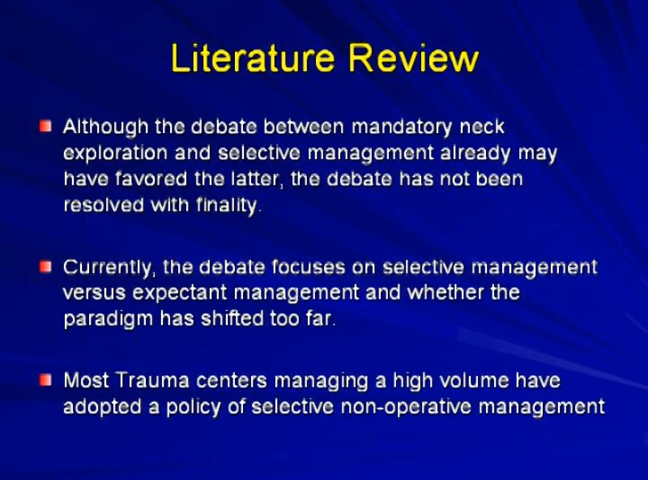 Literature Review
Although the debate between mandatory neck
exploration and selective management already may
have favored the latter, the debate has not been
resolved with finality.
Currently, the debate focuses on selective management
versus expectant management and whether the
paradigm has shifted too far.
Most Trauma centers managing a high volume have
adopted a policy of selective non-operative management